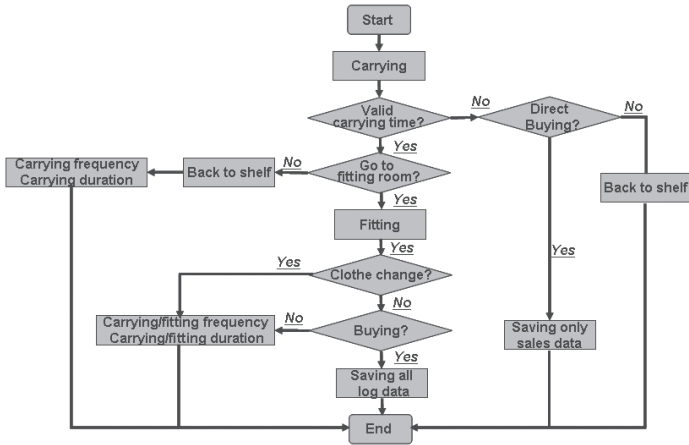 Start
Carrying
Valid
carrying time?
No
Direct
Buying?
No
Yes
Go to
fitting room?
No
Back to shelf
Carrying frequency
Carrying duration
Back to shelf
Yes
Fitting
Yes
Yes
Clothe change?
Yes
No
Carrying/fitting frequency
Carrying/fitting duration
No
Buying?
Saving only
sales data
Yes
Saving all
log data
End